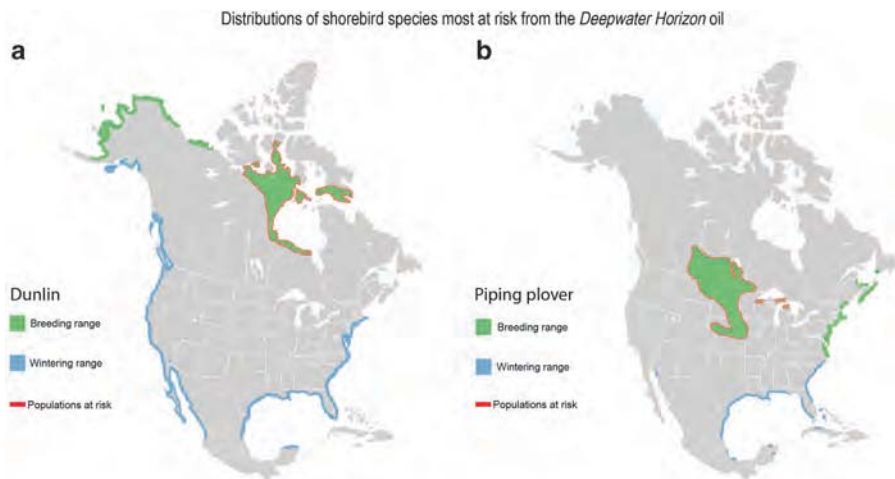 Distributions of shorebird species most at risk from the Deepwater Horizon oil
a
b
Dunlin
Breeding range
Wintering range
Populations at risk
Piping plover
Breeding range
Wintering range
Populations at risk